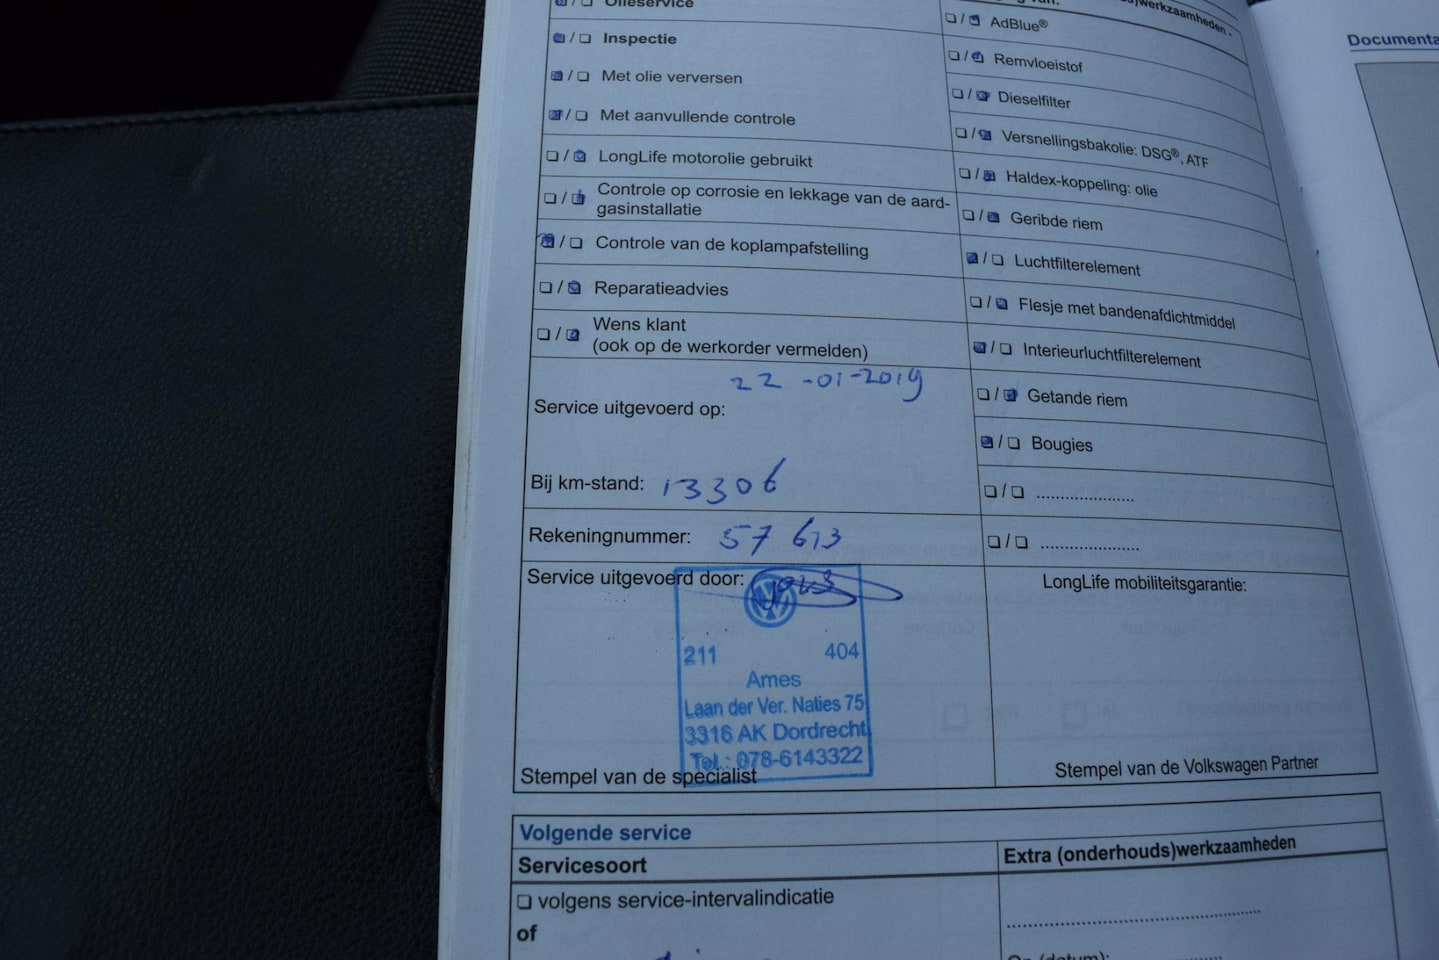 Olieservice
Inspectie
Met olie verversen
Met aanvullende controle
LongLife motorolie gebruikt
Controle op corrosie en lekkage van de aard-
gasinstallatie
Controle van de koplampafstelling
Reparatieadvies
Wens klant
(ook op de werkorder vermelden)
22-01-2019
Service uitgevoerd op:
Bij km-stand: 13306
Rekeningnummer: 57613
Service uitgevoerd door:
211 404
Ames
Laan der Ver. Naties 75
3316 AK Dordrecht
Tel.: 078-6143322
Stempel van de specialist
werkzaamheden -
AdBlue®
Remvloeistof
Dieselfilter
Versnellingsbakolie: DSG®, ATF
Haldex-koppeling: olie
Geribde riem
Luchtfilterelement
Flesje met bandenafdichtmiddel
Interieurluchtfilterelement
Getande riem
Bougies
LongLife mobiliteitsgarantie:
Stempel van de Volkswagen Partner
Volgende service
Servicesoort
volgens service-intervalindicatie
of
Extra (onderhouds)werkzaamheden
Op (datum):